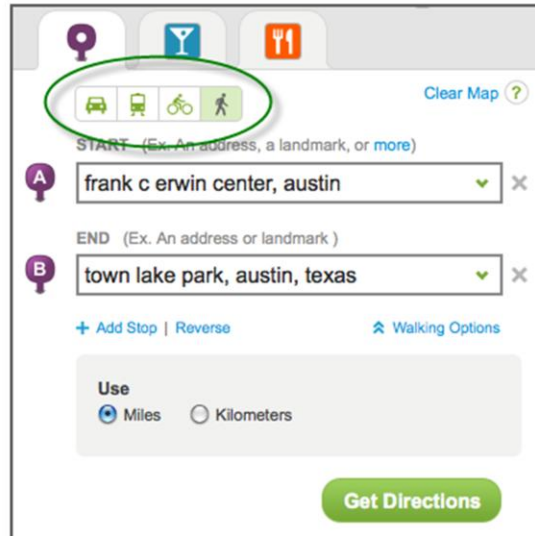 Clear Map ?
START (Ex. An address, a landmark, or more)
A
frank c erwin center, austin
END (Ex. An address or landmark )
B
town lake park, austin, texas
+ Add Stop | Reverse
Walking Options
Use
Miles Kilometers
Get Directions